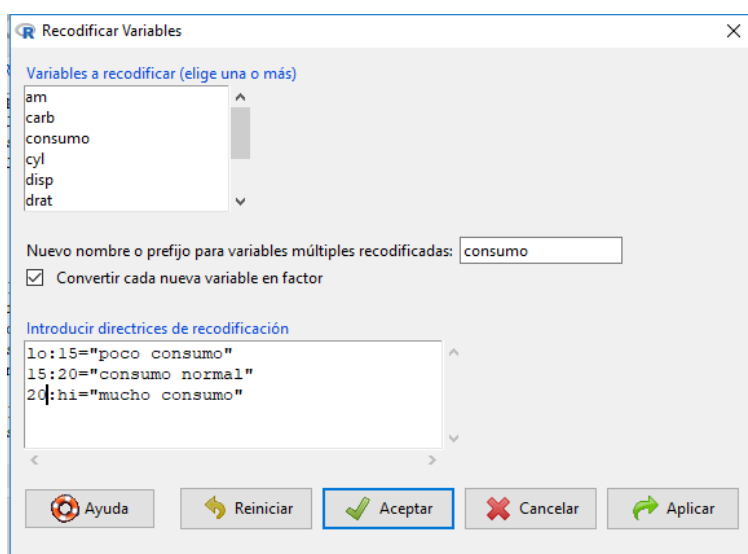 Recodificar Variables
Variables a recodificar (elige una o más)
am
carb
consumo
cyl
disp
drat
Nuevo nombre o prefijo para variables múltiples recodificadas: consumo
Convertir cada nueva variable en factor
Introducir directrices de recodificación
lo:15="poco consumo"
15:20="consumo normal"
20:hi="mucho consumo"
Ayuda Reiniciar Aceptar Cancelar Aplicar